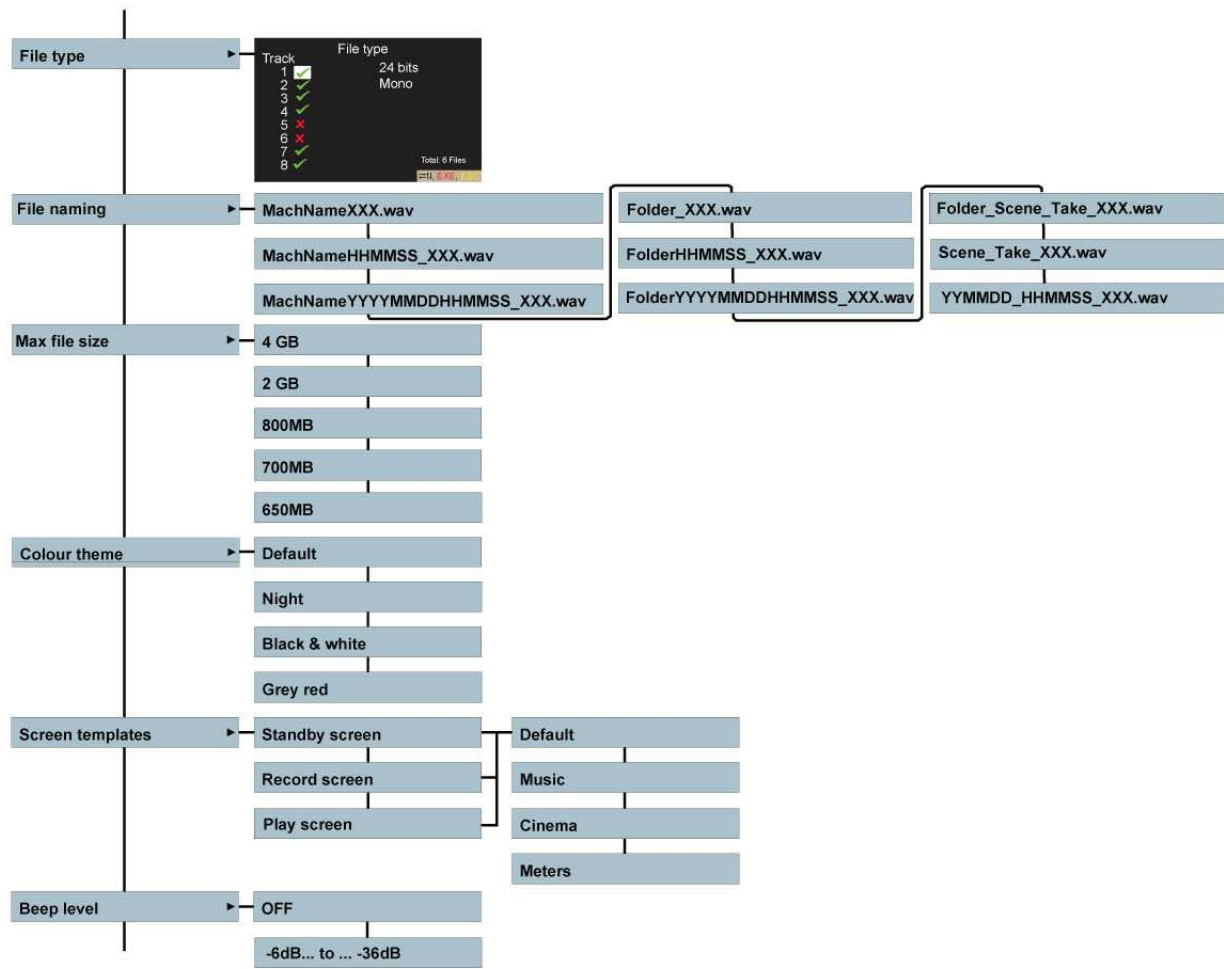 File type
File type
Track
24 bits
Mono
1
2
3
4
5
6
7
8
Total: 6 Files
EXE,
File naming
MachNameXXX.wav
MachNameHHMMSS_XXX.wav
MachNameYYYYMMDDHHMMSS_XXX.wav
Folder_XXX.wav
FolderHHMMSS_XXX.wav
FolderYYYYMMDDHHMMSS_XXX.wav
Folder_Scene_Take_XXX.wav
Scene_Take_XXX.wav
YYMMDD_HHMMSS_XXX.wav
Max file size
4 GB
2 GB
800MB
700MB
650MB
Colour theme
Default
Night
Black & white
Grey red
Screen templates
Standby screen
Record screen
Play screen
Default
Music
Cinema
Meters
Beep level
OFF
-6dB... to ... -36dB